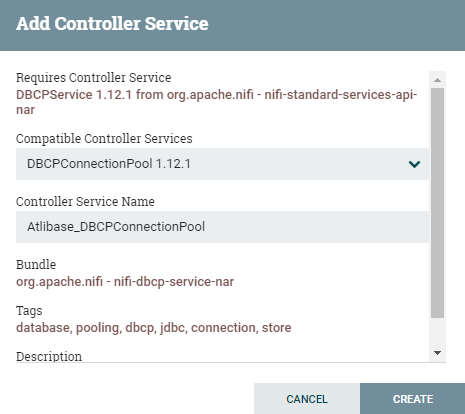 Add Controller Service
Requires Controller Service
DBCPService 1.12.1 from org.apache.nifi - nifi-standard-services-api-
nar
Compatible Controller Services
DBCPConnectionPool 1.12.1
Controller Service Name
Atlibase_DBCPConnectionPool
Bundle
org.apache.nifi - nifi-dbcp-service-nar
Tags
database, pooling, dbcp, jdbc, connection, store
Description
CANCEL
CREATE